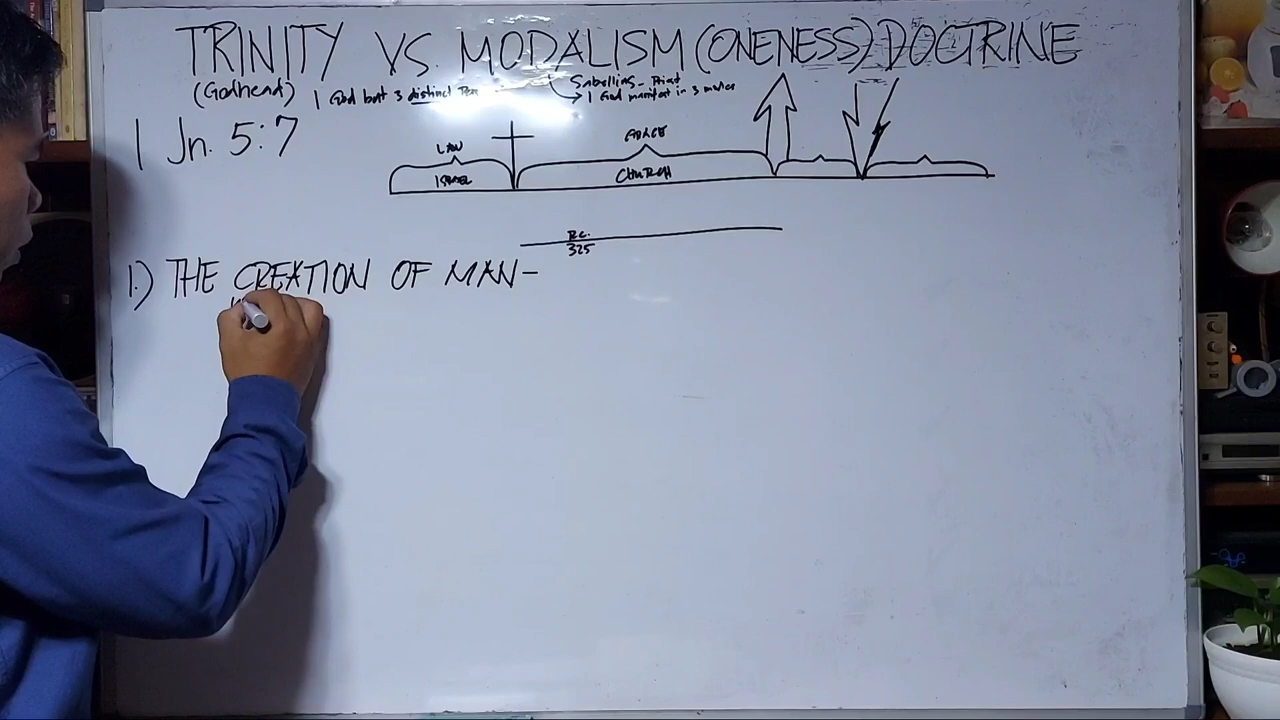 TRINITY VS. MODALISM (ONENESS) DOCTRINE
(Godhead) 1 God but 3 distinct
Sabellius - Priest
1 God manifest in 3 modes
1 Jn. 5:7
LAW GRACE
ISRAEL CHURCH
R.C.
325
1.) THE CREATION OF MAN-